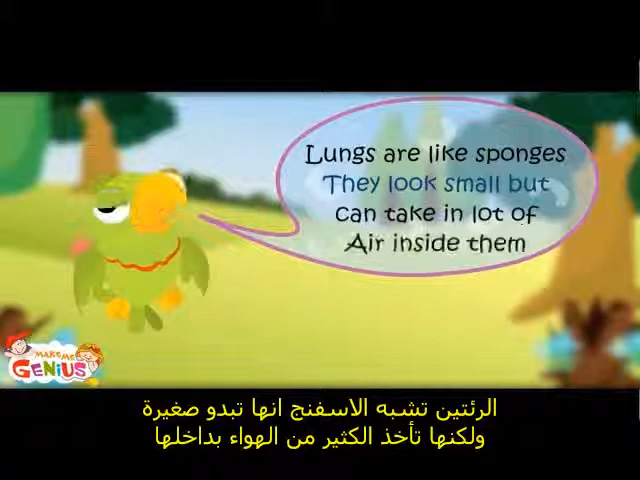 Lungs are like sponges
They look small but
can take in lot of
Air inside them
MAKE ME
GENiUS
الرئتين تشبه الاسفنج انها تبدو صغيرة
ولكنها تأخذ الكثير من الهواء بداخلها